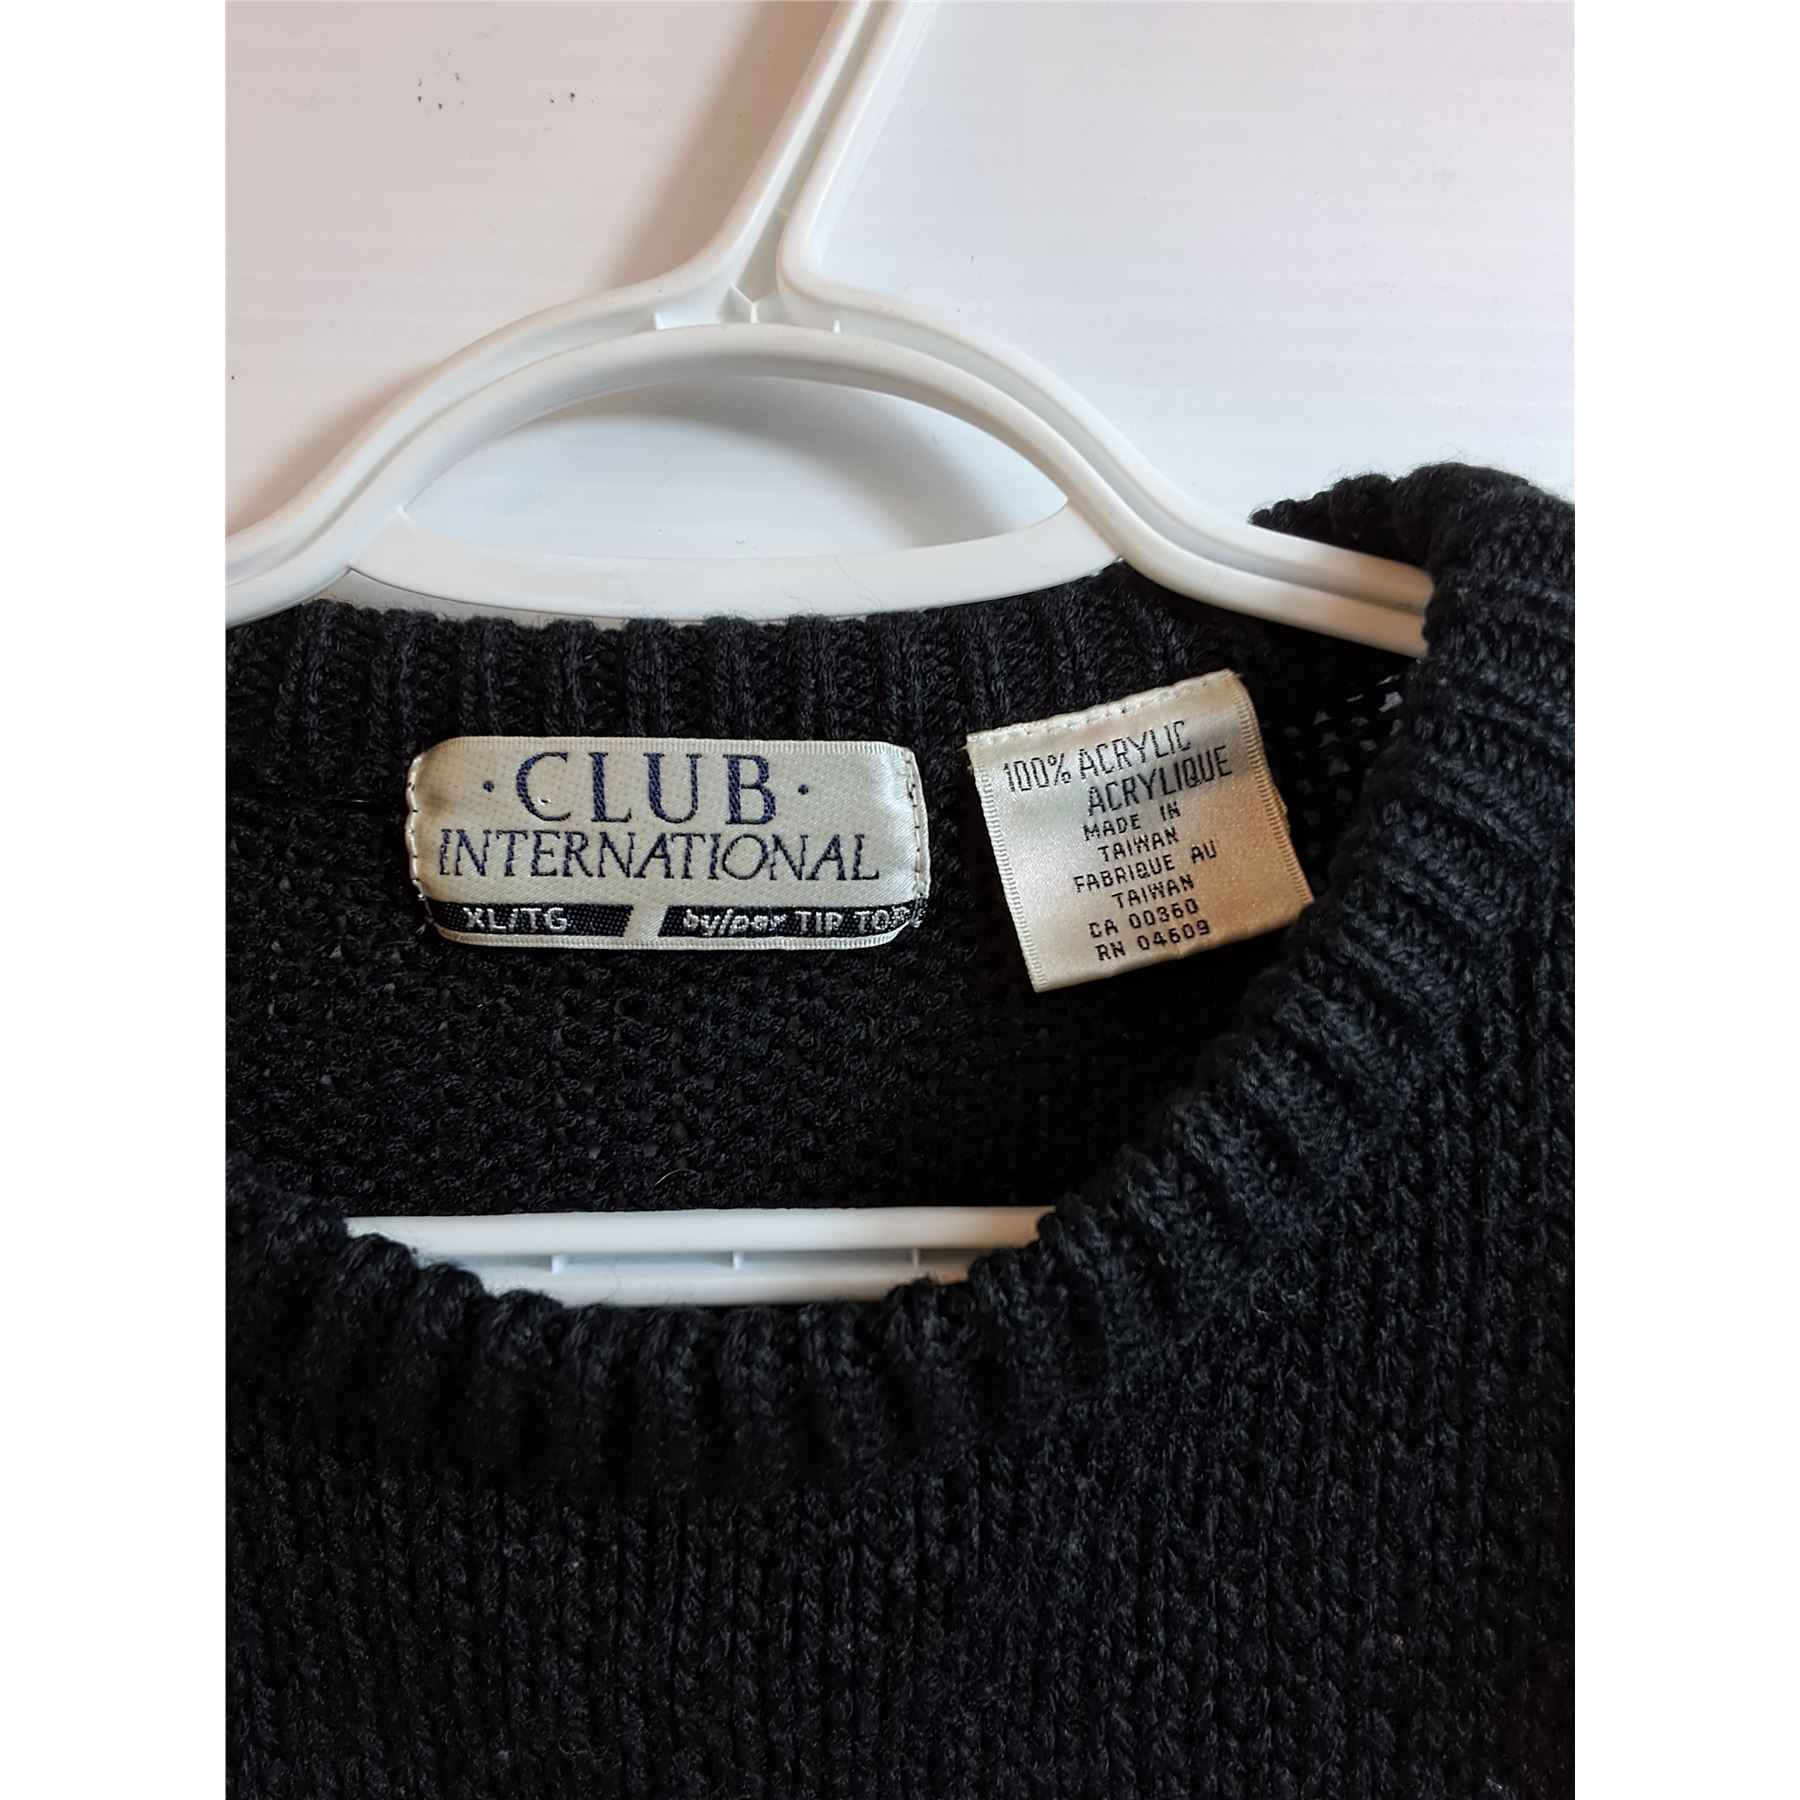 · CLUB ·
INTERNATIONAL
XL/TG by/par TIP
100% ACRYLIC
ACRYLIQUE
MADE IN
TAIWAN
FABRIQUE AU
TAIWAN
CA 00360
RN 04609